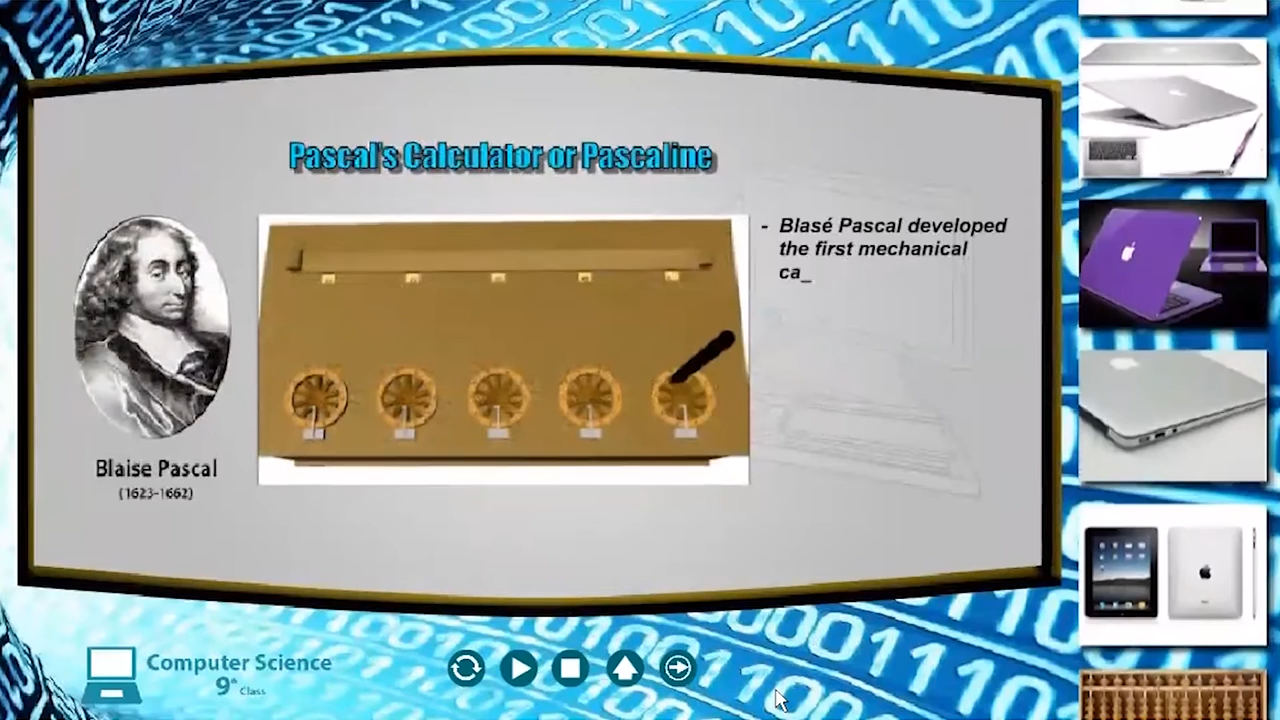 Pascal's Calculator or Pascaline
- Blasé Pascal developed
the first mechanical
ca_
Blaise Pascal
(1623-1662)
Computer Science
9th Class